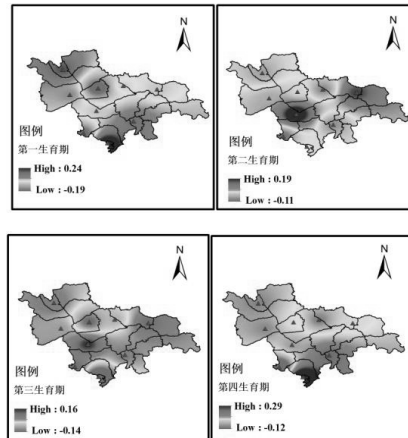 N
图例
第一生育期
High : 0.24
Low : -0.19
N
图例
第二生育期
High : 0.19
Low : -0.11
N
图例
第三生育期
High : 0.16
Low : -0.14
N
图例
第四生育期
High : 0.29
Low : -0.12